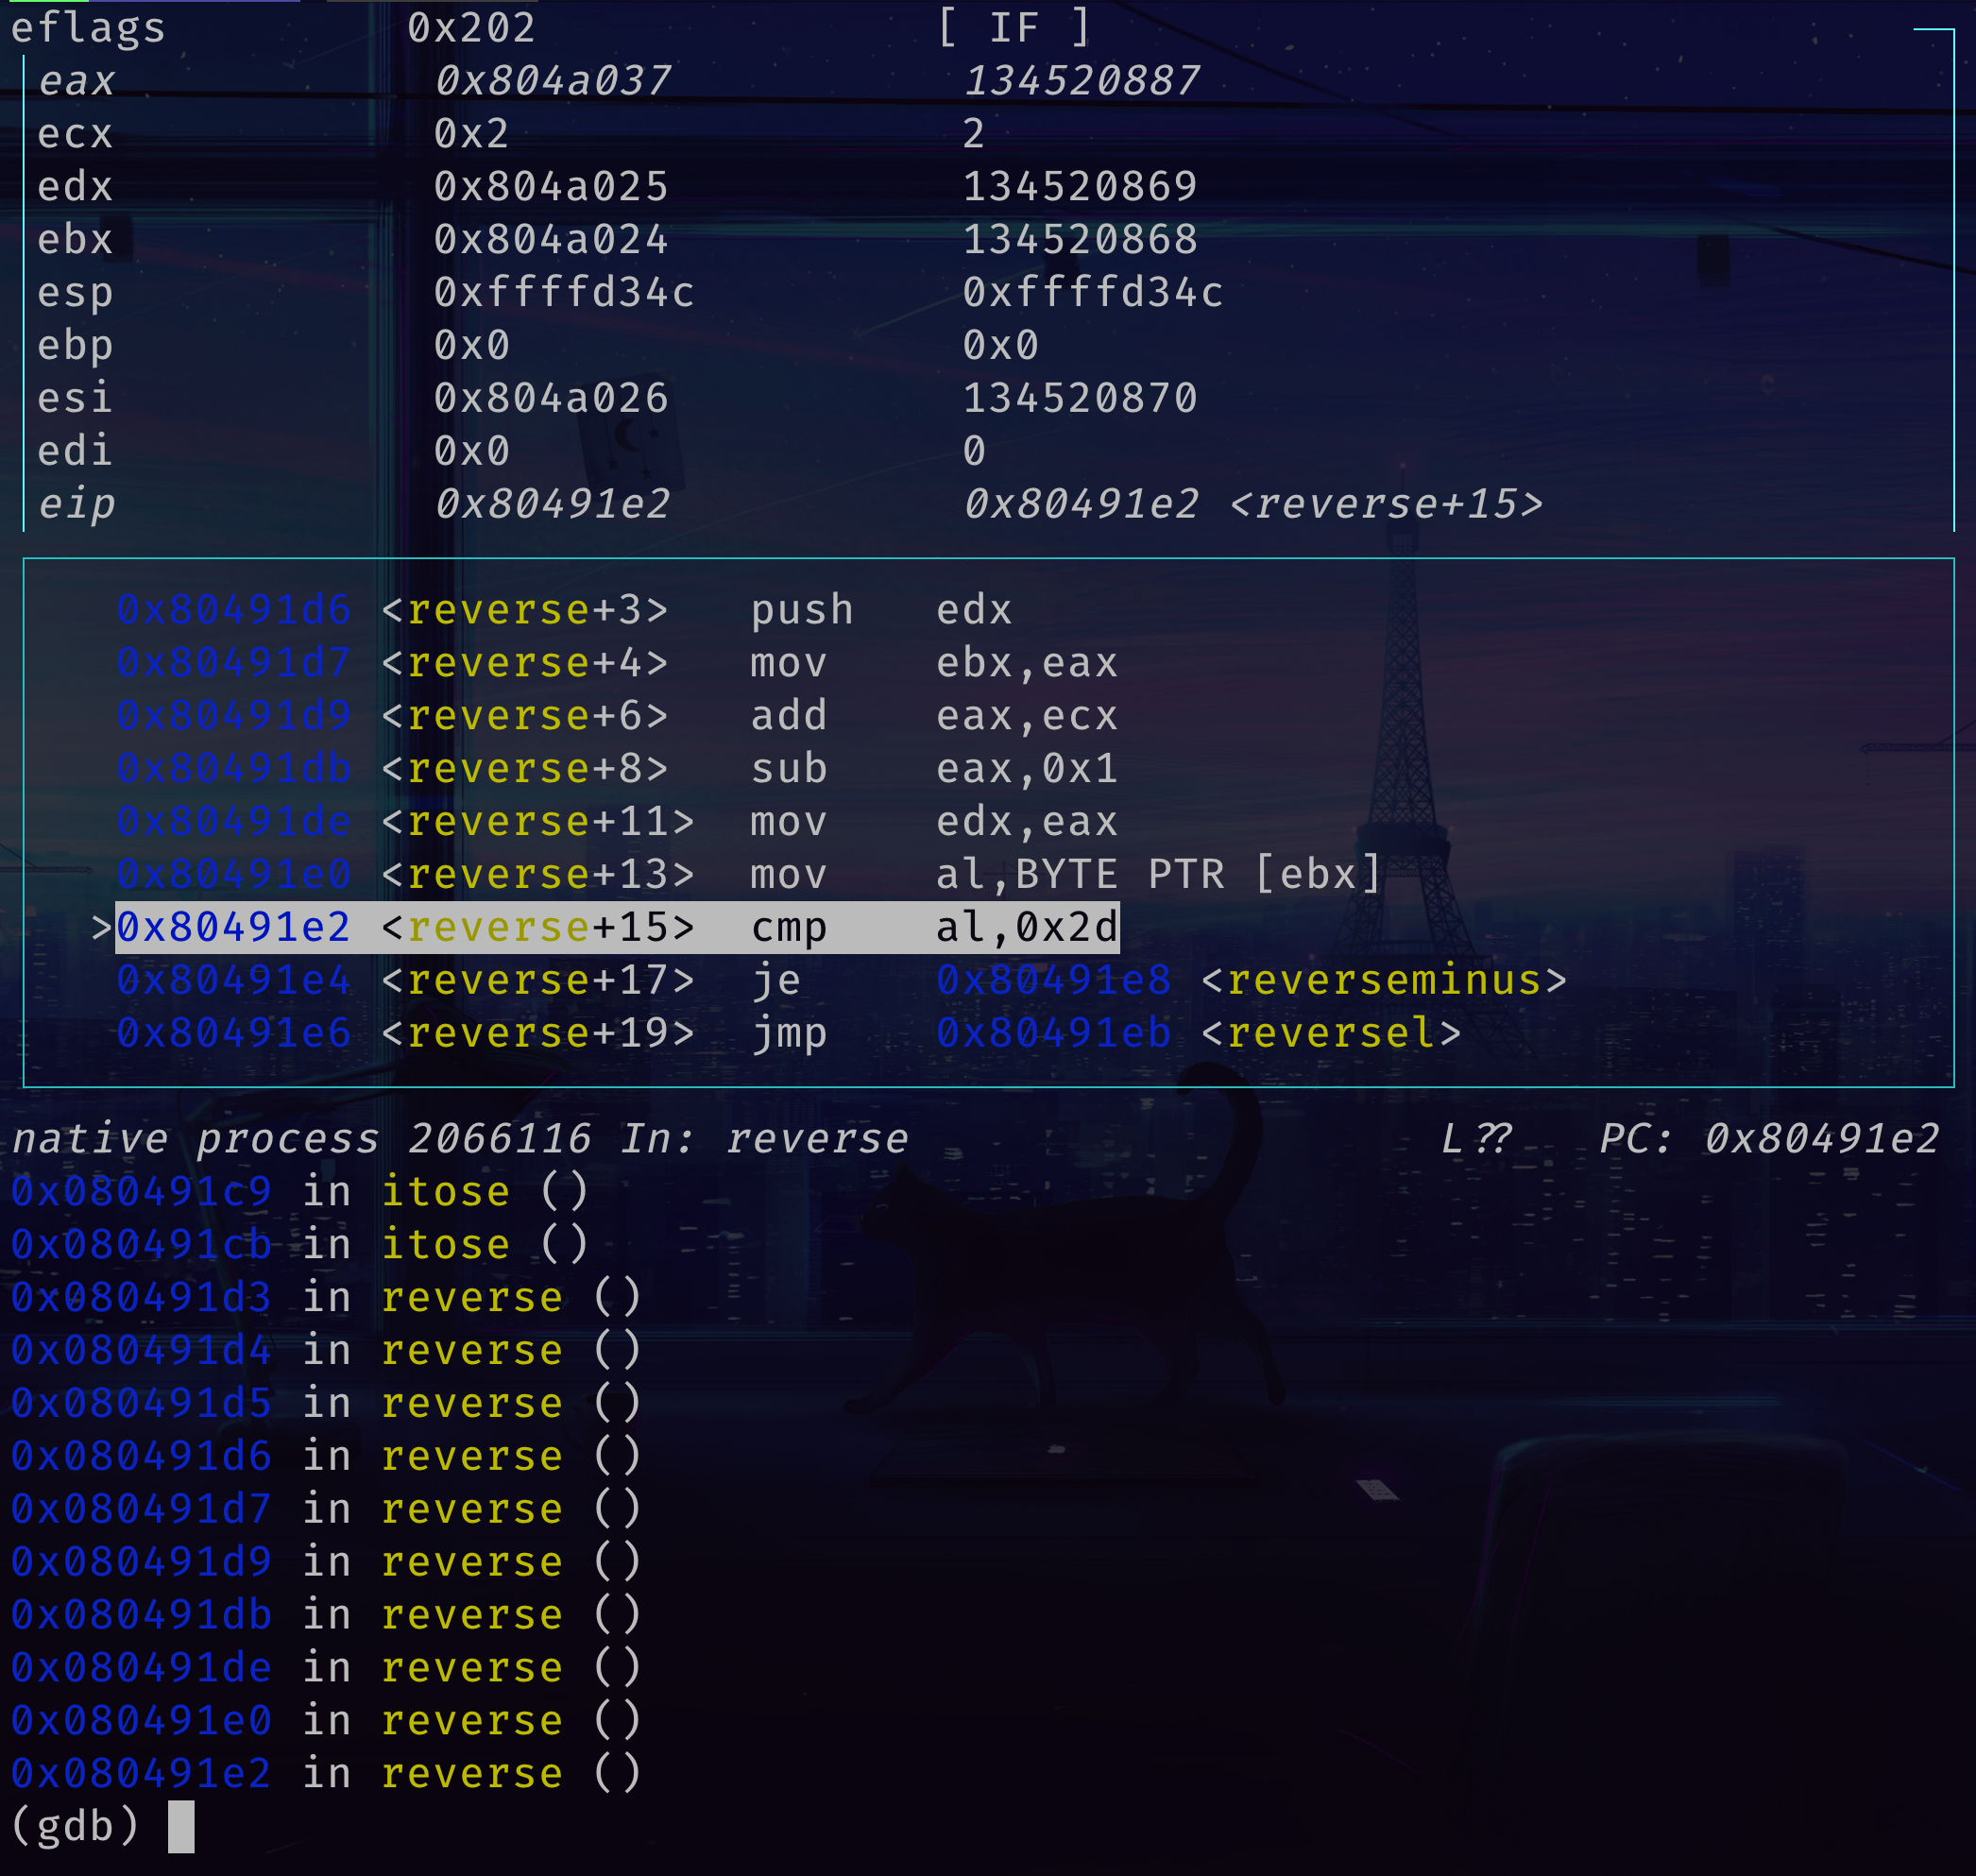 eflags 0x202 [ IF ]
eax 0x804a037 134520887
ecx 0x2 2
edx 0x804a025 134520869
ebx 0x804a024 134520868
esp 0xffffd34c 0xffffd34c
ebp 0x0 0x0
esi 0x804a026 134520870
edi 0x0 0
eip 0x80491e2 0x80491e2 <reverse+15>
0x80491d6 <reverse+3> push edx
0x80491d7 <reverse+4> mov ebx,eax
0x80491d9 <reverse+6> add eax,ecx
0x80491db <reverse+8> sub eax,0x1
0x80491de <reverse+11> mov edx,eax
0x80491e0 <reverse+13> mov al,BYTE PTR [ebx]
>0x80491e2 <reverse+15> cmp al,0x2d
0x80491e4 <reverse+17> je 0x80491e8 <reverseminus>
0x80491e6 <reverse+19> jmp 0x80491eb <reversel>
native process 2066116 In: reverse L?? PC: 0x80491e2
0x080491c9 in itose ()
0x080491cb in itose ()
0x080491d3 in reverse ()
0x080491d4 in reverse ()
0x080491d5 in reverse ()
0x080491d6 in reverse ()
0x080491d7 in reverse ()
0x080491d9 in reverse ()
0x080491db in reverse ()
0x080491de in reverse ()
0x080491e0 in reverse ()
0x080491e2 in reverse ()
(gdb)